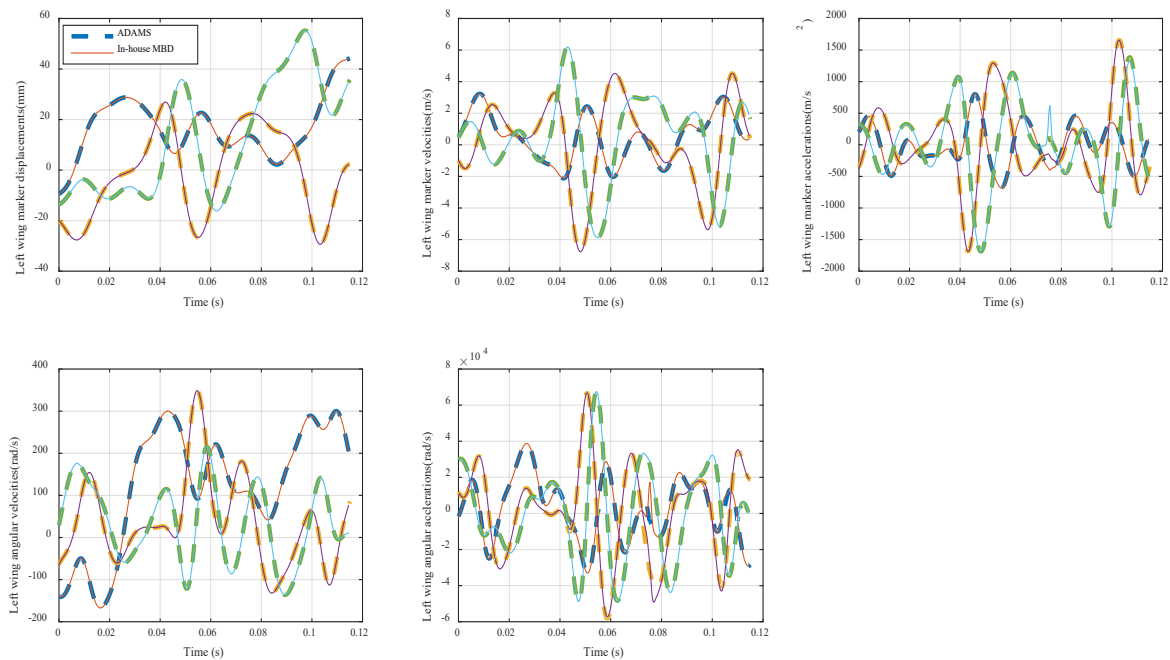 60
40
20
0
-20
-40
Left wing marker displacements(mm)
ADAMS
In-house MBD
0 0.02 0.04 0.06 0.08 0.1 0.12
Time (s)
8
6
4
2
0
-2
-4
-6
-8
Left wing marker velocities(m/s)
0 0.02 0.04 0.06 0.08 0.1 0.12
Time (s)
2
2000
1500
1000
500
0
-500
-1000
-1500
-2000
Left wing marker accelerations(m/s )
0 0.02 0.04 0.06 0.08 0.1 0.12
Time (s)
400
300
200
100
0
-100
-200
Left wing angular velocities(rad/s)
0 0.02 0.04 0.06 0.08 0.1 0.12
Time (s)
× 10 4
8
6
4
2
0
-2
-4
-6
Left wing angular acelerations(rad/s)
0 0.02 0.04 0.06 0.08 0.1 0.12
Time (s)